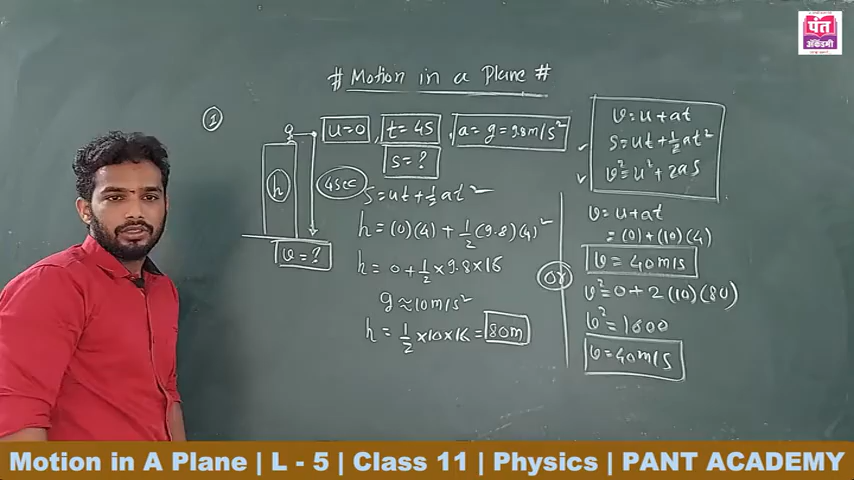 पंत
अ‍ॅकॅडमी
# Motion in a Plane #
①
u=0, t=4s, a=g=9.8m/s²
s=?
h
4sec
v=?
s=ut+½at²
h=(0)(4)+½(9.8)(4)²
h=0+½×9.8×16
g≈10m/s²
h=½×10×16=80m
v=u+at
s=ut+½at²
v²=u²+2as
v=u+at
=(0)+(10)(4)
v=40m/s
or
v²=0+2(10)(80)
v²=1600
v=40m/s
Motion in A Plane | L - 5 | Class 11 | Physics | PANT ACADEMY